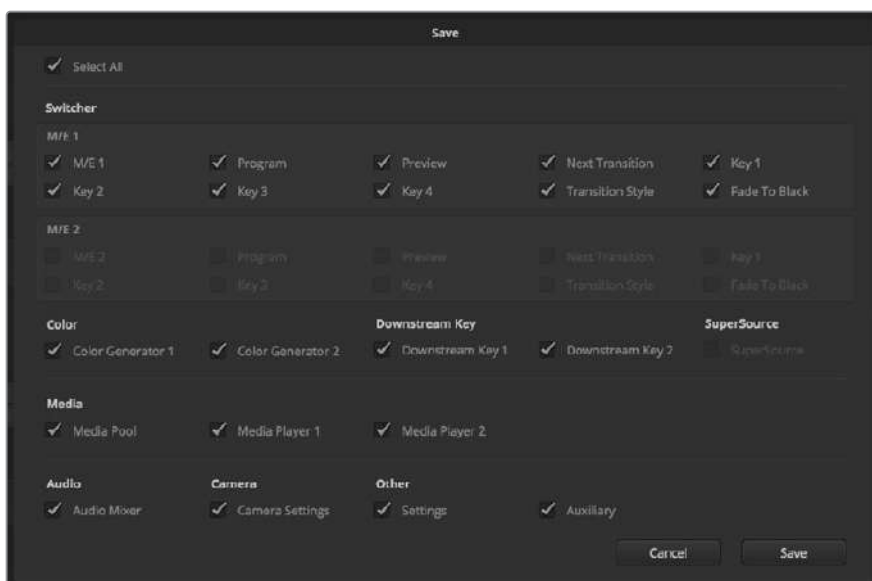 Save
Select All
Switcher
M/E 1
M/E 1 Program Preview Next Transition Key 1
Key 2 Key 3 Key 4 Transition Style Fade To Black
M/E 2
M/E 2 Program Preview Next Transition Key 1
Key 2 Key 3 Key 4 Transition Style Fade To Black
Color Downstream Key SuperSource
Color Generator 1 Color Generator 2 Downstream Key 1 Downstream Key 2 SuperSource
Media
Media Pool Media Player 1 Media Player 2
Audio Camera Other
Audio Mixer Camera Settings Settings Auxiliary
Cancel Save